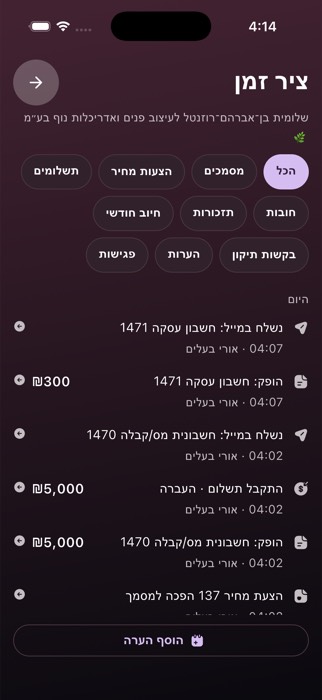 4:14
ציר זמן
שלומית בן־אברהם־רוזנטל לעיצוב פנים ואדריכלות נוף בע״מ
🌿
הכל
מסמכים
הצעות מחיר
תשלומים
חובות
תזכורות
חיוב חודשי
בקשות תיקון
הערות
פגישות
היום
נשלח במייל: חשבון עסקה 1471
04:07 · אורי בעלים
הופק: חשבון עסקה 1471 ₪300
04:07 · אורי בעלים
נשלח במייל: חשבונית מס/קבלה 1470
04:02 · אורי בעלים
התקבל תשלום · העברה ₪5,000
04:02 · אורי בעלים
הופק: חשבונית מס/קבלה 1470 ₪5,000
04:02 · אורי בעלים
הצעת מחיר 137 הפכה למסמך
04:02 · אורי בעלים
הוסף הערה